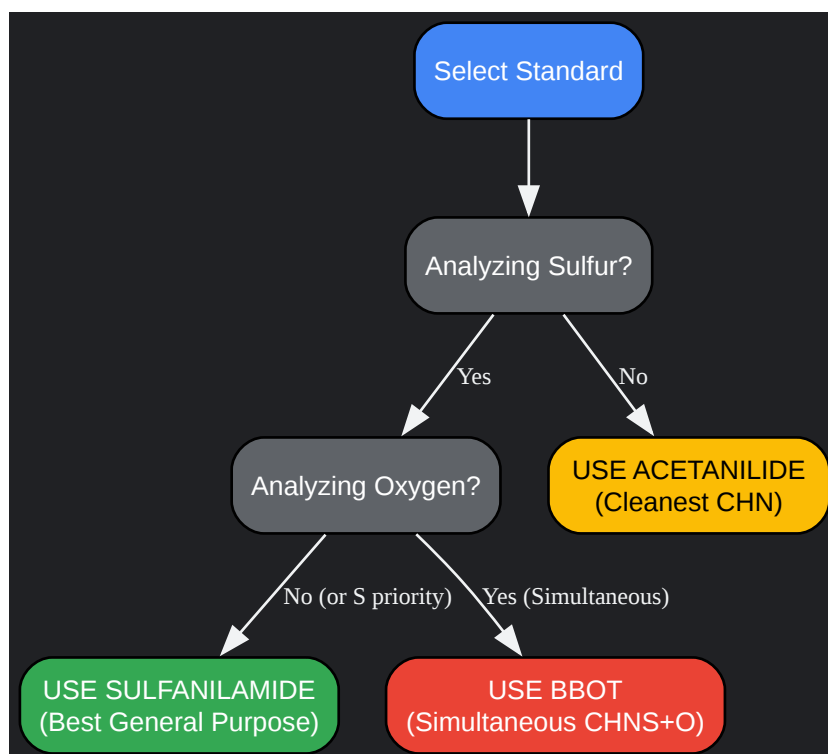 Select Standard
Analyzing Sulfur?
Yes
No
Analyzing Oxygen?
USE ACETANILIDE
(Cleanest CHN)
No (or S priority)
Yes (Simultaneous)
USE SULFANILAMIDE
(Best General Purpose)
USE BBOT
(Simultaneous CHNS+O)